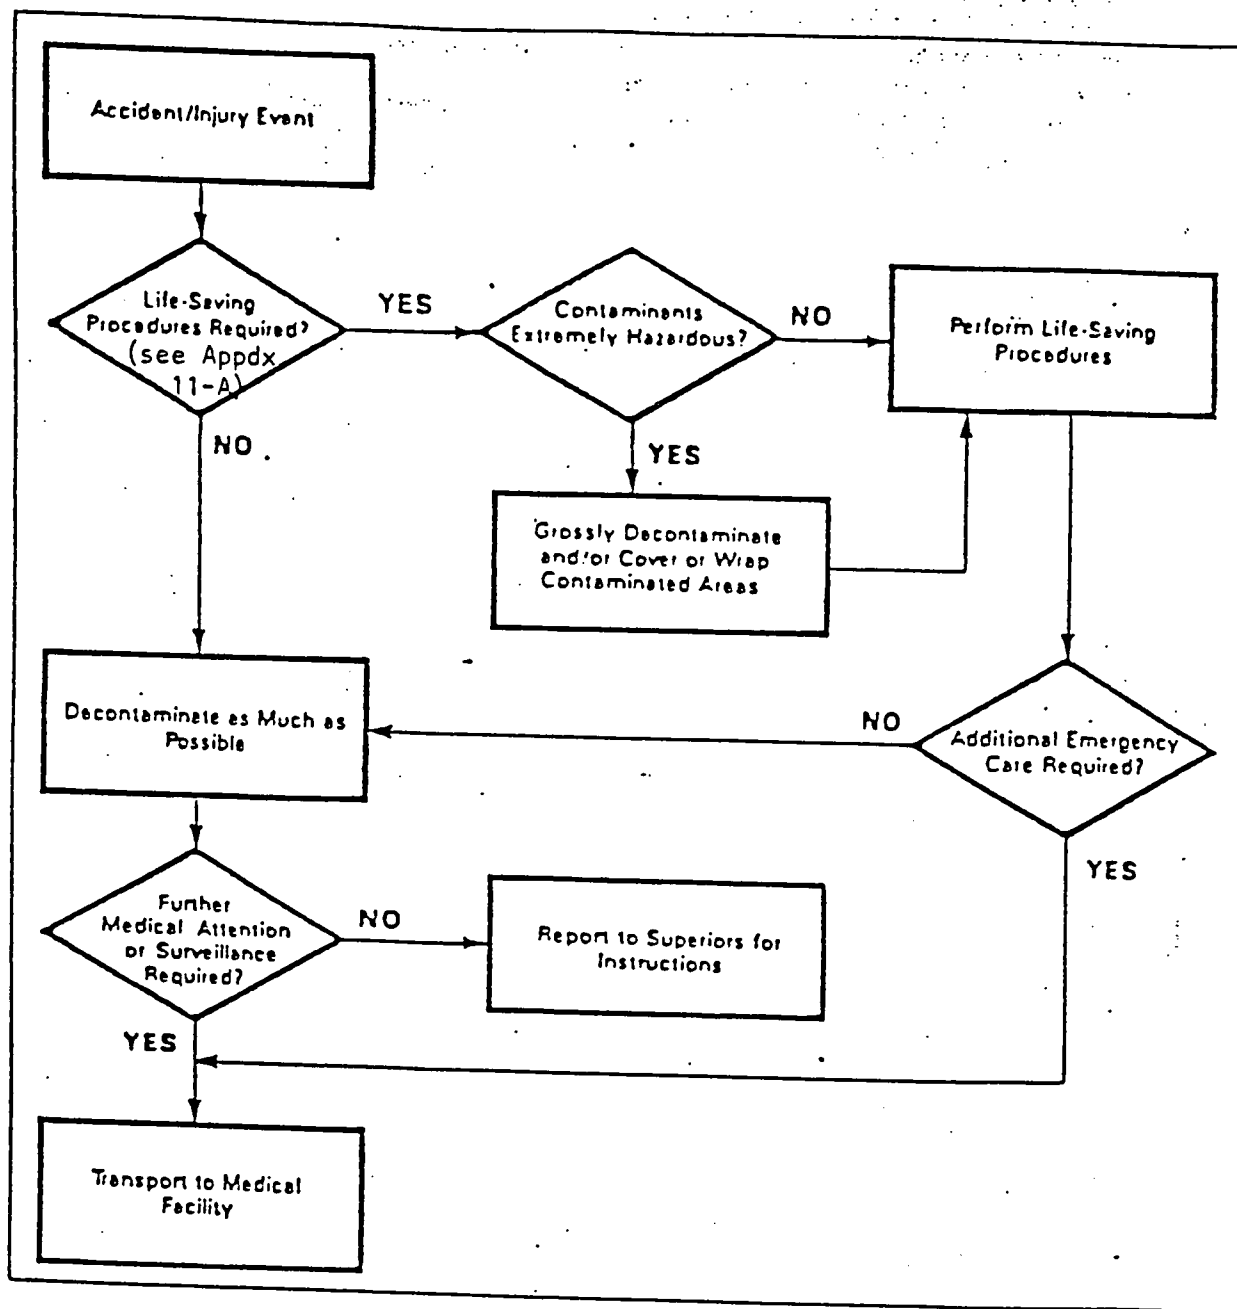 Accident/Injury Event
Life-Saving
Procedures Required?
(see Appdx
11-A)
YES
Contaminants
Extremely Hazardous?
NO
Perform Life-Saving
Procedures
NO
YES
Grossly Decontaminate
and/or Cover or Wrap
Contaminated Areas
Decontaminate as Much as
Possible
NO
Additional Emergency
Care Required?
YES
Further
Medical Attention
or Surveillance
Required?
NO
Report to Superiors for
Instructions
YES
Transport to Medical
Facility